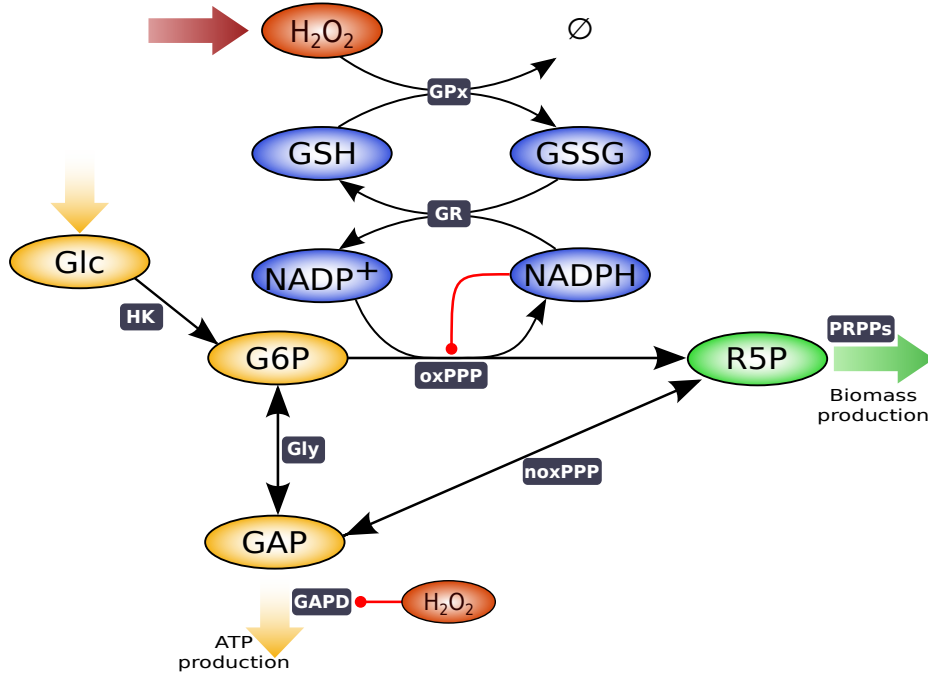 H₂O₂
∅
GPx
GSH
GSSG
GR
Glc
NADP⁺
NADPH
HK
PRPPs
G6P
oxPPP
R5P
Biomass
production
Gly
noxPPP
GAP
GAPD
H₂O₂
ATP
production